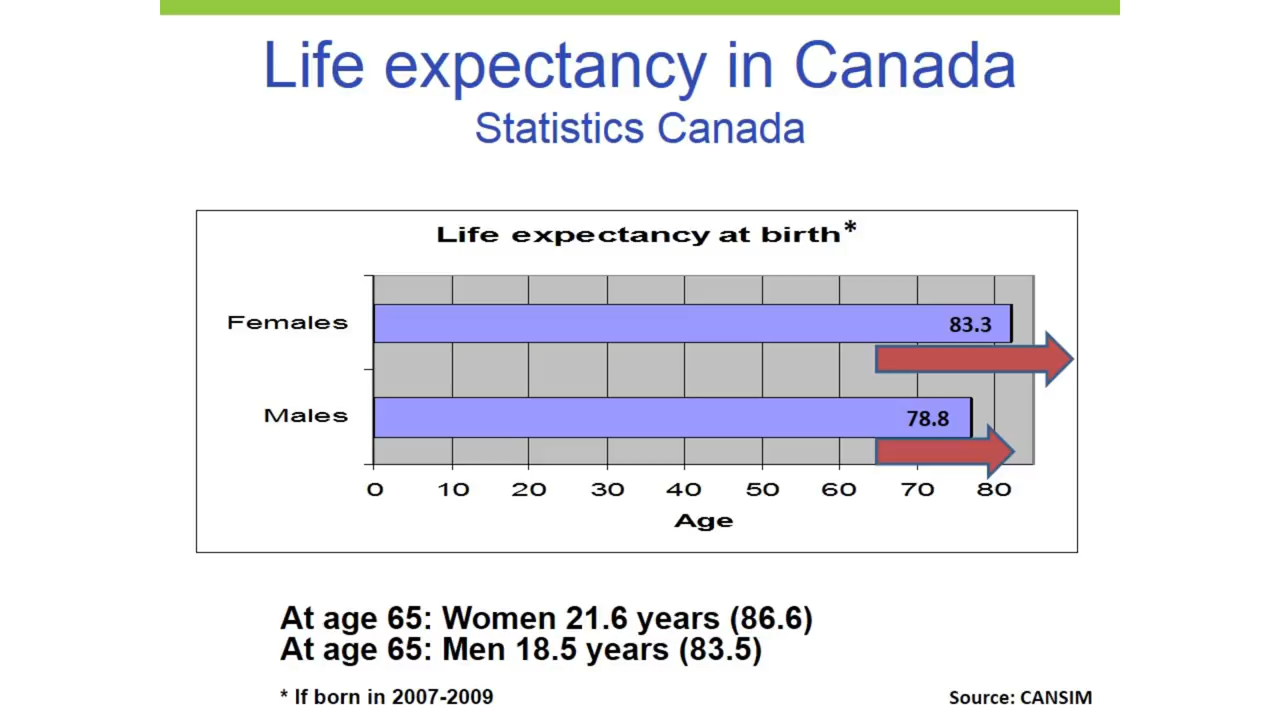 Life expectancy in Canada
Statistics Canada
Life expectancy at birth*
Females
83.3
Males
78.8
0 10 20 30 40 50 60 70 80
Age
At age 65: Women 21.6 years (86.6)
At age 65: Men 18.5 years (83.5)
* If born in 2007-2009
Source: CANSIM